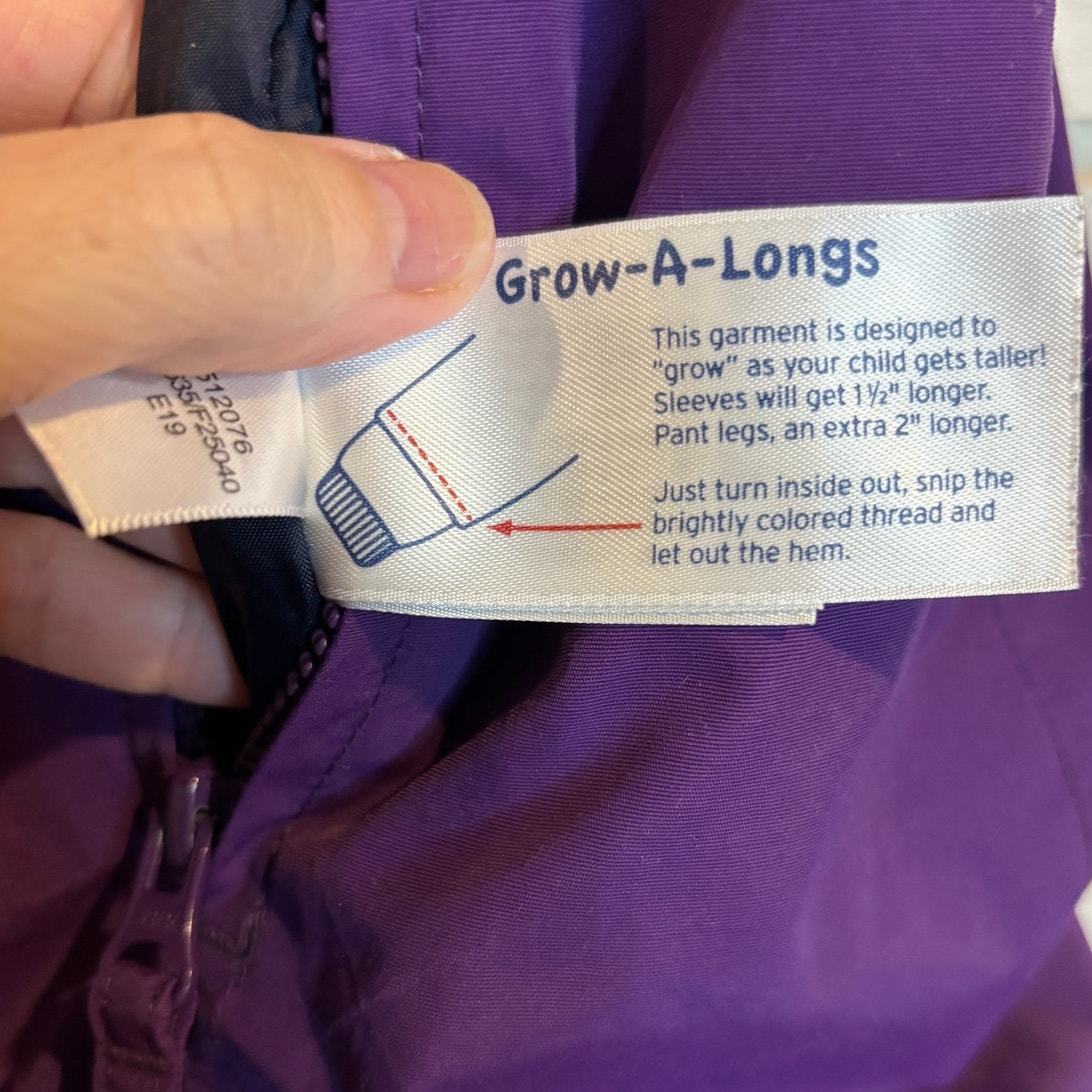 Grow-A-Longs
This garment is designed to
"grow" as your child gets taller!
Sleeves will get 1½" longer.
Pant legs, an extra 2" longer.
Just turn inside out, snip the
brightly colored thread and
let out the hem.
512076
E19